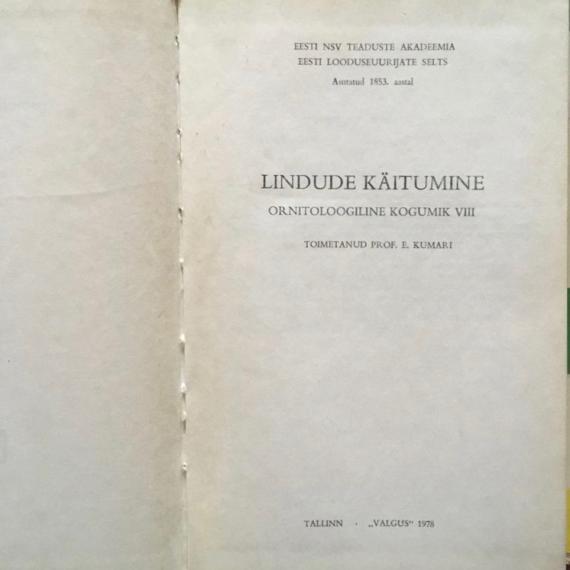 EESTI NSV TEADUSTE AKADEEMIA
EESTI LOODUSEUURIJATE SELTS
Asutatud 1853. aastal
LINDUDE KÄITUMINE
ORNITOLOOGILINE KOGUMIK VIII
TOIMETANUD PROF. E. KUMARI
TALLINN · „VALGUS“ 1978